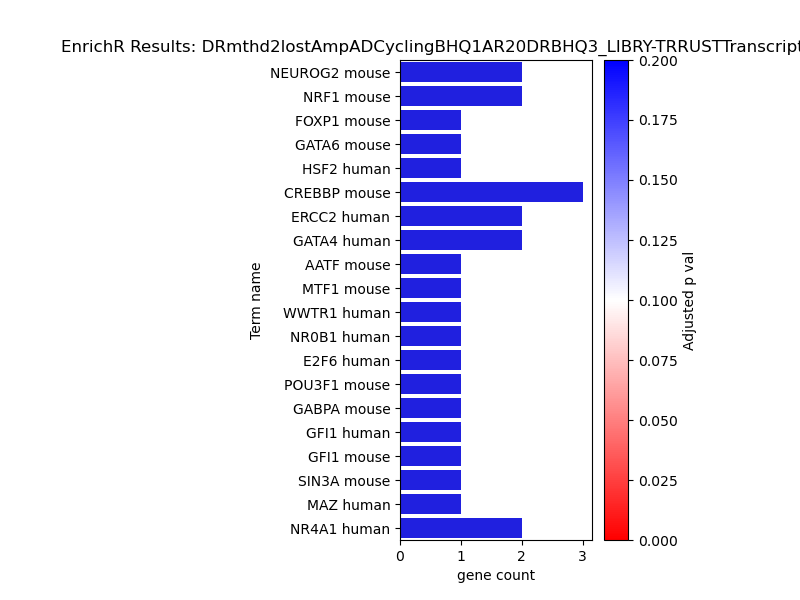 EnrichR Results: DRmthd2lostAmpADCyclingBHQ1AR20DRBHQ3_LIBRY-TRRUSTTranscript
NEUROG2 mouse
NRF1 mouse
FOXP1 mouse
GATA6 mouse
HSF2 human
CREBBP mouse
ERCC2 human
GATA4 human
AATF mouse
MTF1 mouse
WWTR1 human
NR0B1 human
E2F6 human
POU3F1 mouse
GABPA mouse
GFI1 human
GFI1 mouse
SIN3A mouse
MAZ human
NR4A1 human
Term name
0 1 2 3
gene count
0.200
0.175
0.150
0.125
0.100
0.075
0.050
0.025
0.000
Adjusted p val